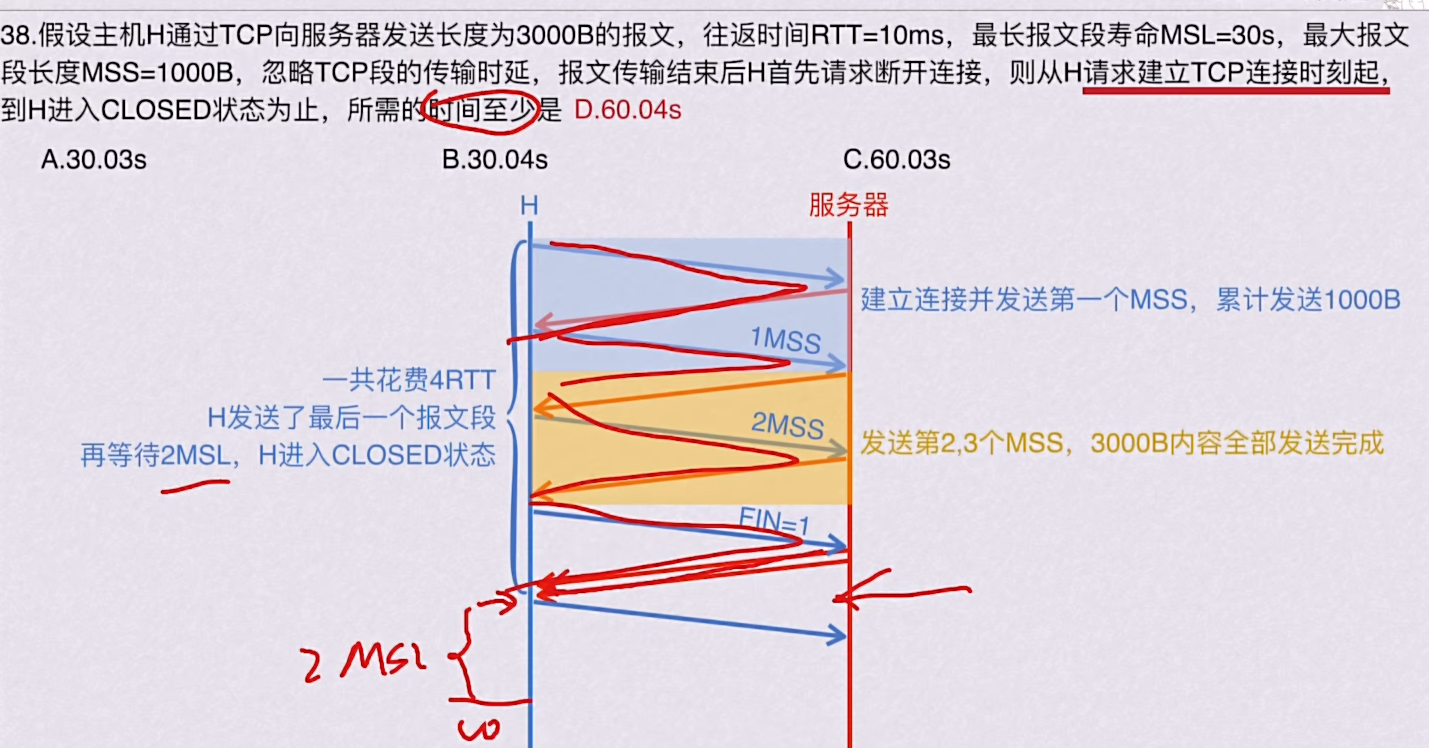 38.假设主机H通过TCP向服务器发送长度为3000B的报文，往返时间RTT=10ms，最长报文段寿命MSL=30s，最大报文
段长度MSS=1000B，忽略TCP段的传输时延，报文传输结束后H首先请求断开连接，则从H请求建立TCP连接时刻起，
到H进入CLOSED状态为止，所需的时间至少是 D.60.04s
A.30.03s B.30.04s C.60.03s
H 服务器
建立连接并发送第一个MSS，累计发送1000B
1MSS
一共花费4RTT
H发送了最后一个报文段
再等待2MSL，H进入CLOSED状态
2MSS
发送第2,3个MSS，3000B内容全部发送完成
FIN=1
2 MSL